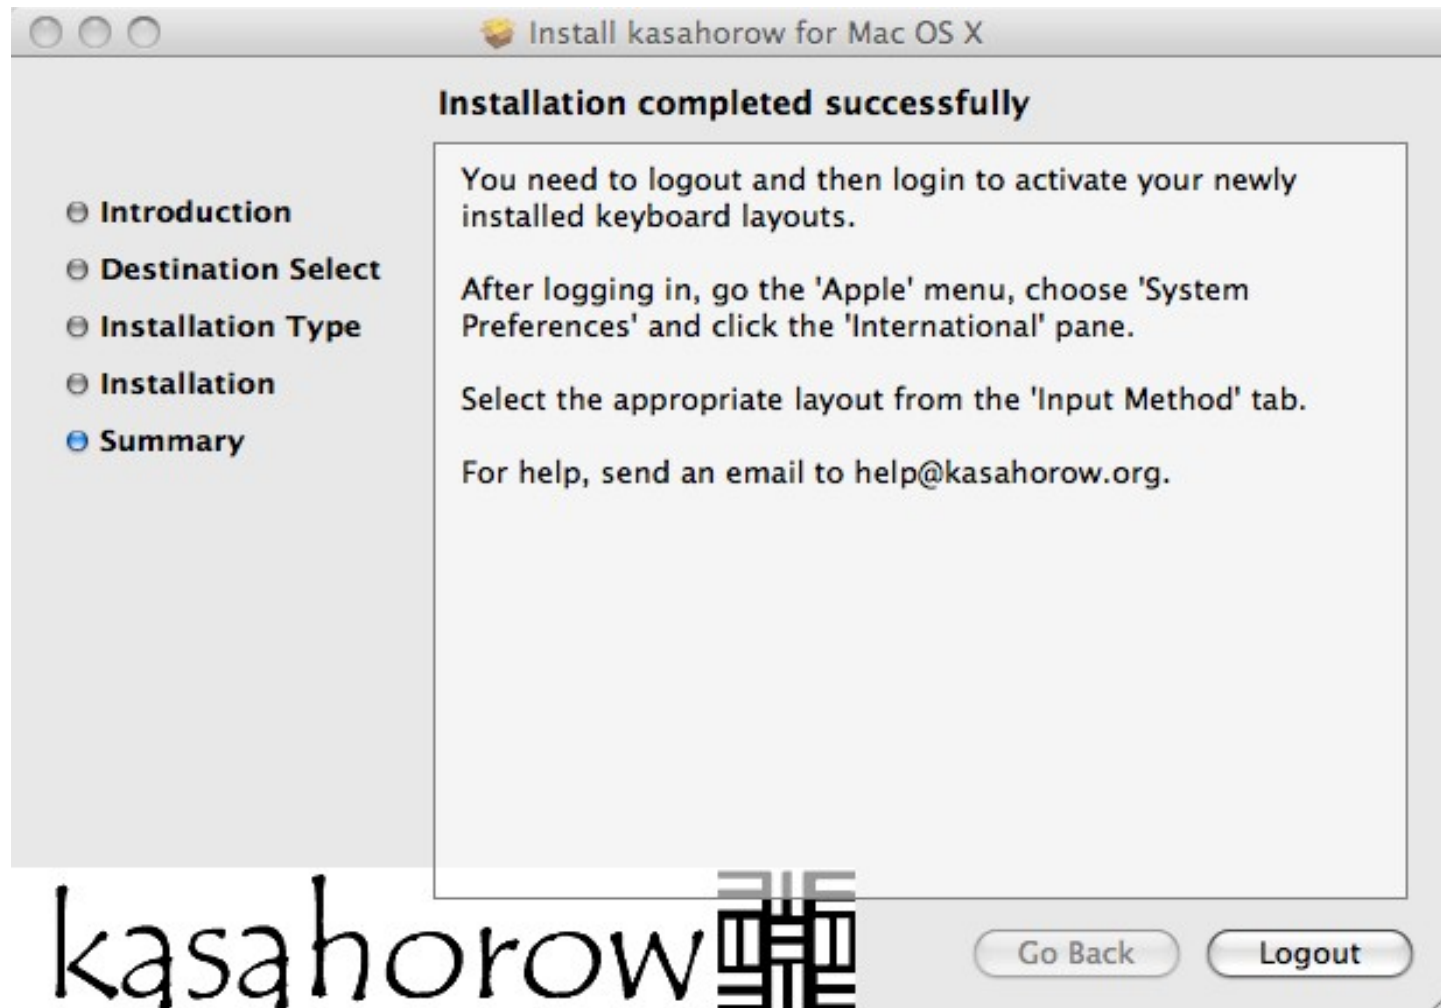 Install kasahorow for Mac OS X
Installation completed successfully
Introduction
Destination Select
Installation Type
Installation
Summary
You need to logout and then login to activate your newly
installed keyboard layouts.
After logging in, go the 'Apple' menu, choose 'System
Preferences' and click the 'International' pane.
Select the appropriate layout from the 'Input Method' tab.
For help, send an email to help@kasahorow.org.
kasahorow
Go Back
Logout